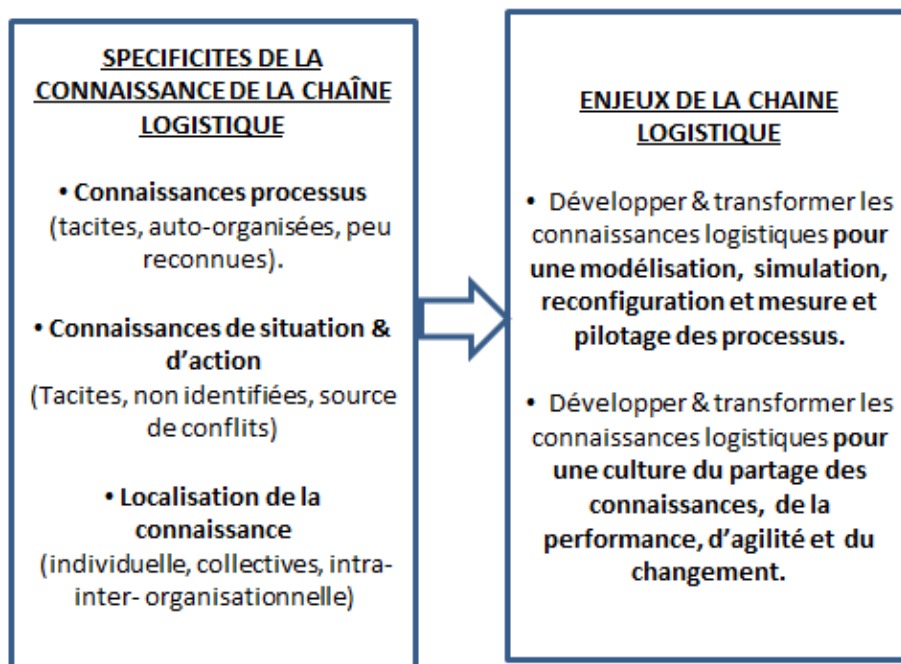 SPECIFICITES DE LA
CONNAISSANCE DE LA CHAÎNE
LOGISTIQUE
• Connaissances processus
(tacites, auto-organisées, peu
reconnues).
• Connaissances de situation &
d’action
(Tacites, non identifiées, source
de conflits)
• Localisation de la
connaissance
(individuelle, collectives, intra-
inter- organisationnelle)
ENJEUX DE LA CHAINE
LOGISTIQUE
• Développer & transformer les
connaissances logistiques pour
une modélisation, simulation,
reconfiguration et mesure et
pilotage des processus.
• Développer & transformer les
connaissances logistiques pour
une culture du partage des
connaissances, de la
performance, d’agilité et du
changement.